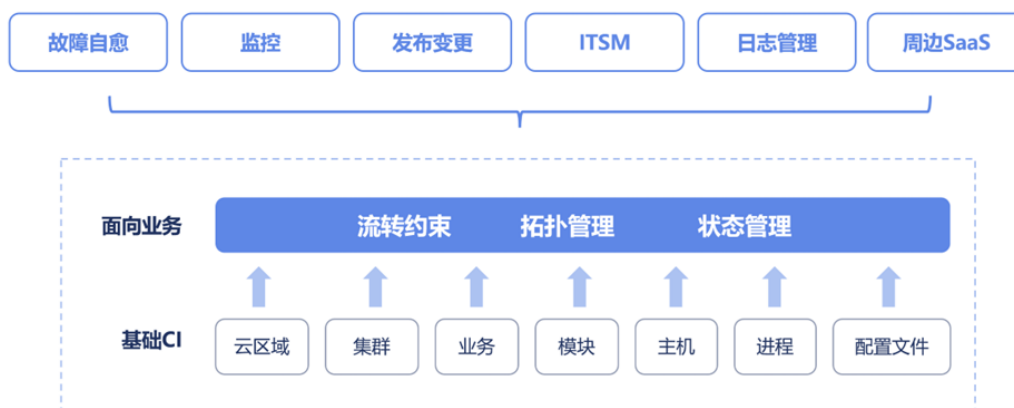 故障自愈 监控 发布变更 ITSM 日志管理 周边SaaS
面向业务 流转约束 拓扑管理 状态管理
基础CI 云区域 集群 业务 模块 主机 进程 配置文件